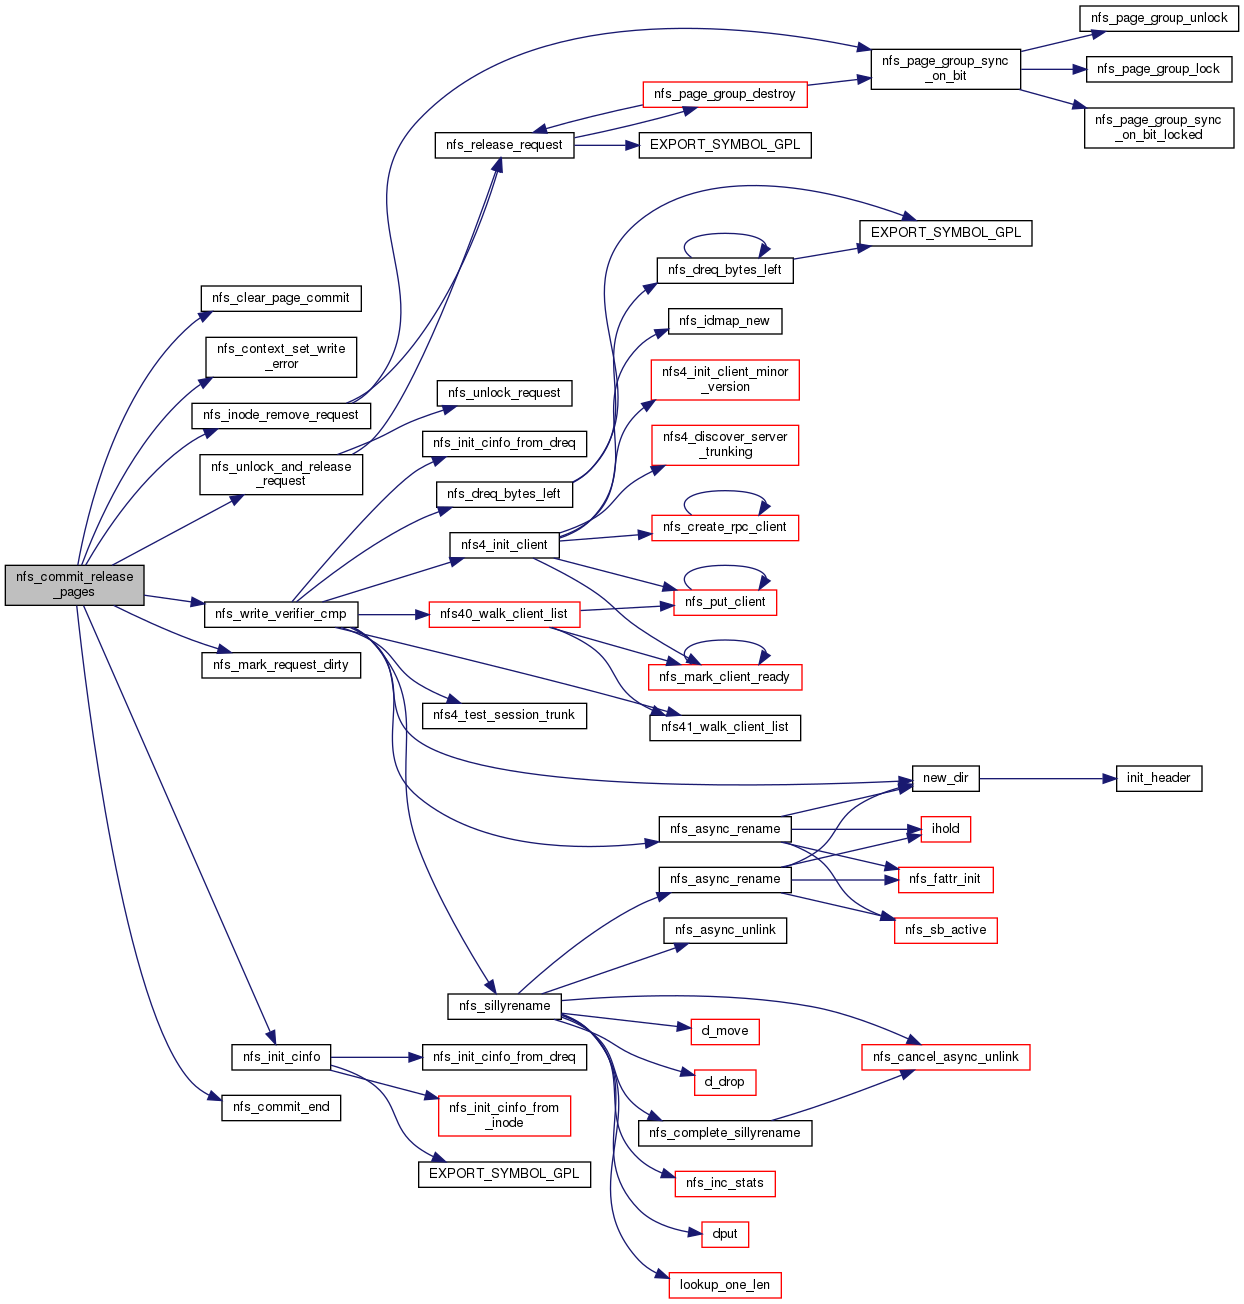 nfs_page_group_unlock
nfs_page_group_sync
_on_bit
nfs_page_group_lock
nfs_page_group_destroy
nfs_page_group_sync
_on_bit_locked
nfs_release_request
EXPORT_SYMBOL_GPL
EXPORT_SYMBOL_GPL
nfs_dreq_bytes_left
nfs_clear_page_commit
nfs_idmap_new
nfs_context_set_write
_error
nfs4_init_client_minor
_version
nfs_unlock_request
nfs_inode_remove_request
nfs_init_cinfo_from_dreq
nfs4_discover_server
_trunking
nfs_unlock_and_release
_request
nfs_dreq_bytes_left
nfs_create_rpc_client
nfs4_init_client
nfs_commit_release
_pages
nfs_put_client
nfs_write_verifier_cmp
nfs40_walk_client_list
nfs_mark_request_dirty
nfs_mark_client_ready
nfs4_test_session_trunk
nfs41_walk_client_list
new_dir
init_header
nfs_async_rename
ihold
nfs_async_rename
nfs_fattr_init
nfs_async_unlink
nfs_sb_active
nfs_sillyrename
d_move
nfs_init_cinfo
nfs_init_cinfo_from_dreq
nfs_cancel_async_unlink
d_drop
nfs_commit_end
nfs_init_cinfo_from
_inode
nfs_complete_sillyrename
EXPORT_SYMBOL_GPL
nfs_inc_stats
dput
lookup_one_len